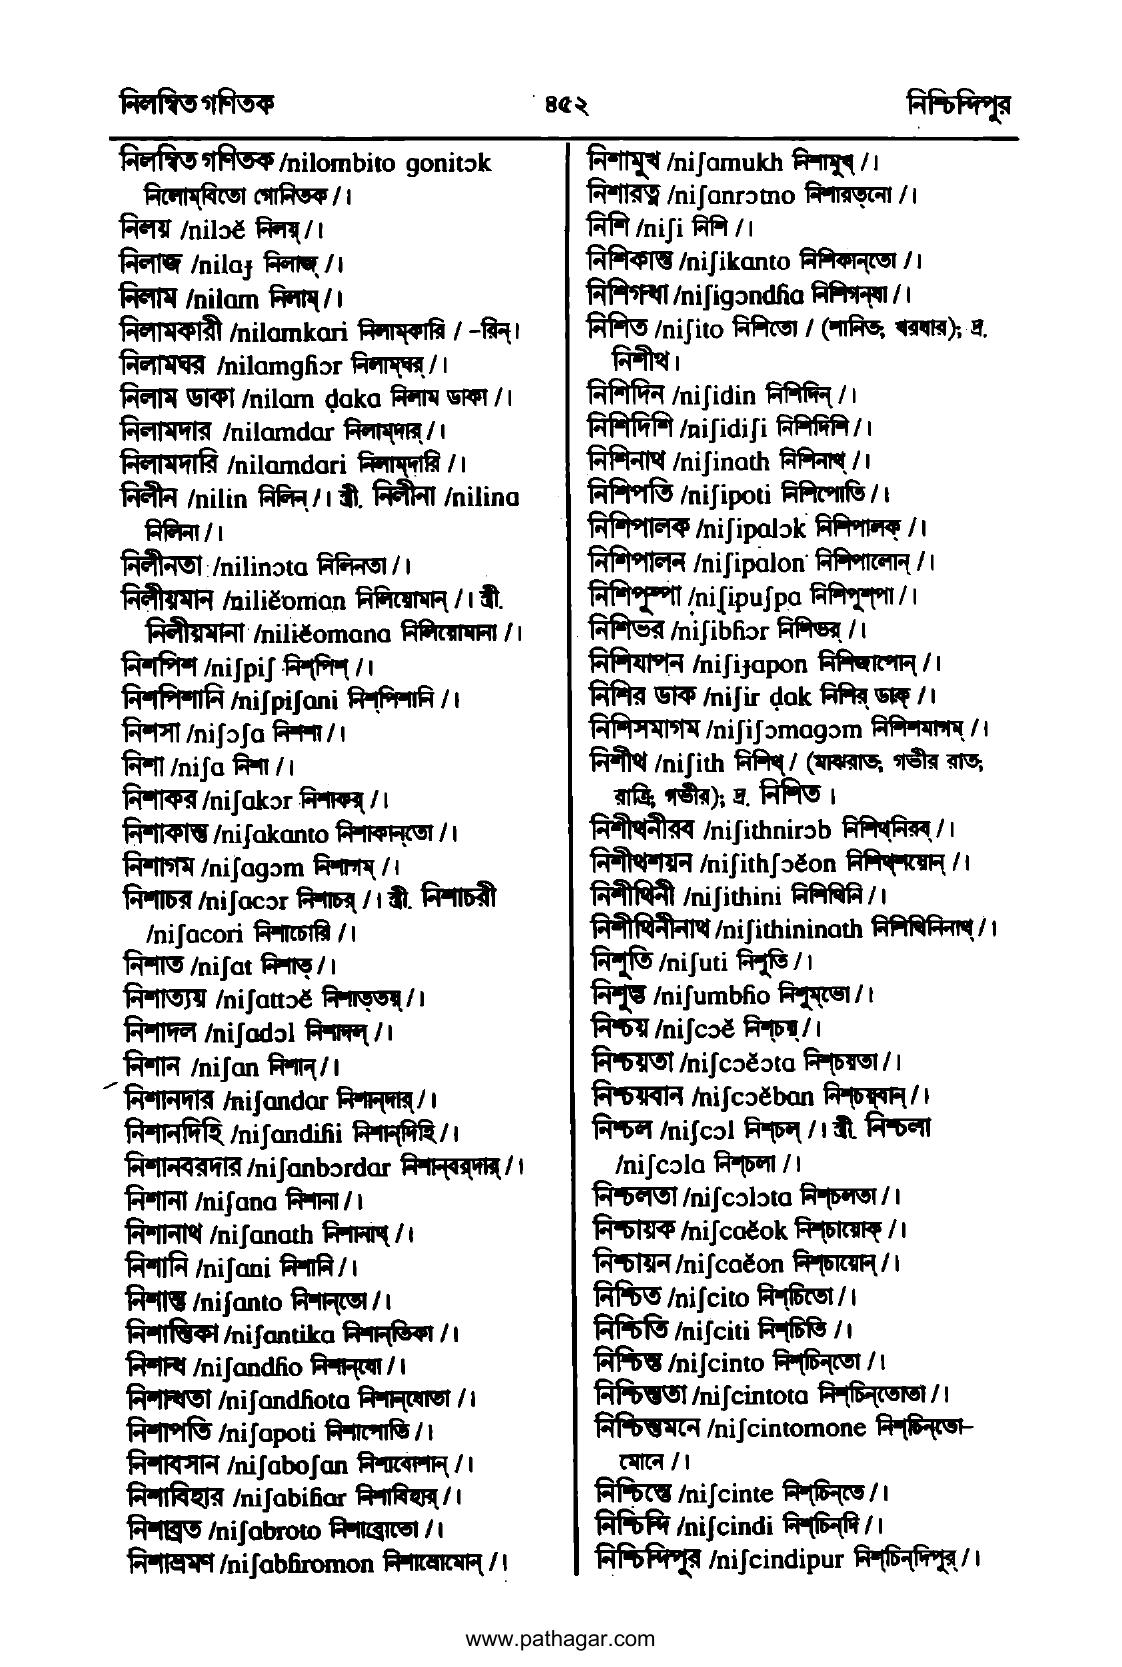 নিলম্বিত গণিতক
৪৫২
নিশ্চিন্দিপুর
নিলম্বিত গণিতক /nilombito gonitɔk
নিলোম্‌বিতো গোনিতক / ।
নিলয় /nilɔĕ নিলয়্ / ।
নিলাজ /nilaɟ নিলাজ্ / ।
নিলাম /nilam নিলাম্ / ।
নিলামকারী /nilamkari নিলাম্‌কারি / -রিন্‌।
নিলামঘর /nilamgɦɔr নিলাম্‌ঘর্ / ।
নিলাম ডাকা /nilam ḍaka নিলাম ডাকা / ।
নিলামদার /nilamdar নিলাম্‌দার্ / ।
নিলামদারি /nilamdari নিলাম্‌দারি / ।
নিলীন /nilin নিলিন্ / । স্ত্রী. নিলীনা /nilina
নিলিনা / ।
নিলীনতা /nilinɔta নিলিনতা / ।
নিলীয়মান /niliĕoman নিলিয়োমান্ / । স্ত্রী.
নিলীয়মানা /niliĕomana নিলিয়োমানা / ।
নিশপিশ /niʃpiʃ নিশ্‌পিশ্ / ।
নিশপিশানি /niʃpiʃani নিশ্‌পিশানি / ।
নিশসা /niʃɔʃa নিশশা / ।
নিশা /niʃa নিশা / ।
নিশাকর /niʃakɔr নিশাকর্ / ।
নিশাকান্ত /niʃakanto নিশাকান্‌তো / ।
নিশাগম /niʃagɔm নিশাগম্ / ।
নিশাচর /niʃacɔr নিশাচর্ / । স্ত্রী. নিশাচরী
/niʃacori নিশাচোরি / ।
নিশাত /niʃat নিশাত্ / ।
নিশাত্যয় /niʃattɔĕ নিশাত্‌তয়্ / ।
নিশাদল /niʃadɔl নিশাদল্ / ।
নিশান /niʃan নিশান্ / ।
নিশানদার /niʃandar নিশান্‌দার্ / ।
নিশানদিহি /niʃandiɦi নিশান্‌দিহি / ।
নিশানবরদার /niʃanbɔrdar নিশান্‌বর্‌দার্ / ।
নিশানা /niʃana নিশানা / ।
নিশানাথ /niʃanath নিশানাথ্ / ।
নিশানি /niʃani নিশানি / ।
নিশান্ত /niʃanto নিশান্‌তো / ।
নিশান্তিকা /niʃantika নিশান্‌তিকা / ।
নিশান্ধ /niʃandɦo নিশান্‌ধো / ।
নিশান্ধতা /niʃandɦota নিশান্‌ধোতা / ।
নিশাপতি /niʃapoti নিশাপোতি / ।
নিশাবসান /niʃaboʃan নিশাবোশান্ / ।
নিশাবিহার /niʃabiɦar নিশাবিহার্ / ।
নিশাব্রত /niʃabroto নিশাব্রোতো / ।
নিশাভ্রমণ /niʃabɦromon নিশাভ্রোমোন্ / ।
নিশামুখ /niʃamukh নিশামুখ্ / ।
নিশারত্ন /niʃanrɔtno নিশারত্‌নো / ।
নিশি /niʃi নিশি / ।
নিশিকান্ত /niʃikanto নিশিকান্‌তো / ।
নিশিগন্ধা /niʃigɔndɦa নিশিগন্‌ধা / ।
নিশিত /niʃito নিশিতো / (শানিত, খরধার); দ্র.
নিশীথ ।
নিশিদিন /niʃidin নিশিদিন্ / ।
নিশিদিশি /niʃidiʃi নিশিদিশি / ।
নিশিনাথ /niʃinath নিশিনাথ্ / ।
নিশিপতি /niʃipoti নিশিপোতি / ।
নিশিপালক /niʃipalɔk নিশিপালক্ / ।
নিশিপালন /niʃipalon নিশিপালোন্ / ।
নিশিপুষ্পা /niʃipuʃpa নিশিপুশ্‌পা / ।
নিশিভর /niʃibɦɔr নিশিভর্ / ।
নিশিযাপন /niʃiɟapon নিশিজাপোন্ / ।
নিশির ডাক /niʃir ḍak নিশির্ ডাক্ / ।
নিশিসমাগম /niʃiʃɔmagɔm নিশিশমাগম্ / ।
নিশীথ /niʃith নিশিথ্ / (মাঝরাত, গভীর রাত,
রাত্রি, গভীর); দ্র. নিশিত ।
নিশীথনীরব /niʃithnirɔb নিশিথ্‌নিরব্ / ।
নিশীথশয়ন /niʃithʃɔĕon নিশিথ্‌শয়োন্ / ।
নিশীথিনী /niʃithini নিশিথিনি / ।
নিশীথিনীনাথ /niʃithininath নিশিথিনিনাথ্ / ।
নিশুতি /niʃuti নিশুতি / ।
নিশুম্ভ /niʃumbɦo নিশুম্‌ভো / ।
নিশ্চয় /niʃcɔĕ নিশ্‌চয়্ / ।
নিশ্চয়তা /niʃcɔĕɔta নিশ্‌চয়তা / ।
নিশ্চয়বান /niʃcɔĕban নিশ্‌চয়্‌বান্ / ।
নিশ্চল /niʃcɔl নিশ্‌চল্ / । স্ত্রী. নিশ্চলা
/niʃcɔla নিশ্‌চলা / ।
নিশ্চলতা /niʃcɔlɔta নিশ্‌চলতা / ।
নিশ্চায়ক /niʃcaĕok নিশ্‌চায়োক্ / ।
নিশ্চায়ন /niʃcaĕon নিশ্‌চায়োন্ / ।
নিশ্চিত /niʃcito নিশ্‌চিতো / ।
নিশ্চিতি /niʃciti নিশ্‌চিতি / ।
নিশ্চিন্ত /niʃcinto নিশ্‌চিন্‌তো / ।
নিশ্চিন্ততা /niʃcintota নিশ্‌চিন্‌তোতা / ।
নিশ্চিন্তমনে /niʃcintomone নিশ্‌চিন্‌তো-
মোনে / ।
নিশ্চিন্তে /niʃcinte নিশ্‌চিন্‌তে / ।
নিশ্চিন্দি /niʃcindi নিশ্‌চিন্‌দি / ।
নিশ্চিন্দিপুর /niʃcindipur নিশ্‌চিন্‌দিপুর্ / ।
www.pathagar.com